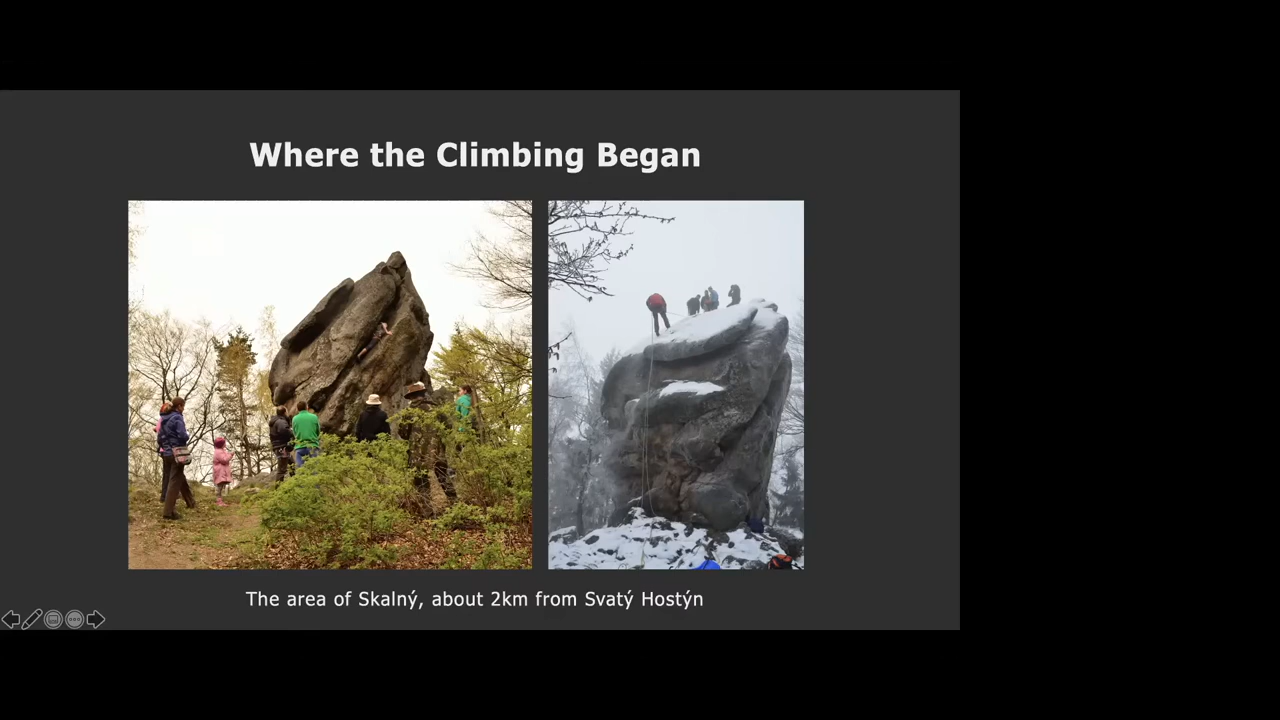 Where the Climbing Began
The area of Skalný, about 2km from Svatý Hostýn